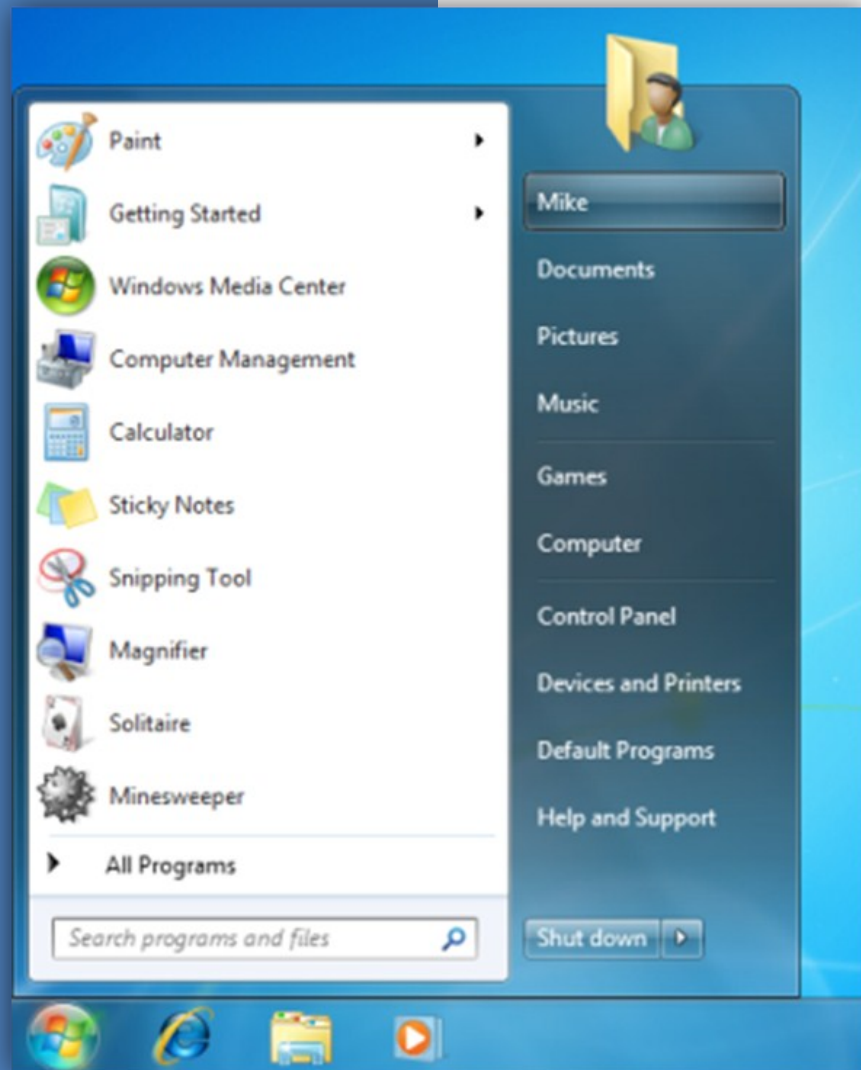 Paint
Getting Started
Windows Media Center
Computer Management
Calculator
Sticky Notes
Snipping Tool
Magnifier
Solitaire
Minesweeper
All Programs
Search programs and files
Mike
Documents
Pictures
Music
Games
Computer
Control Panel
Devices and Printers
Default Programs
Help and Support
Shut down